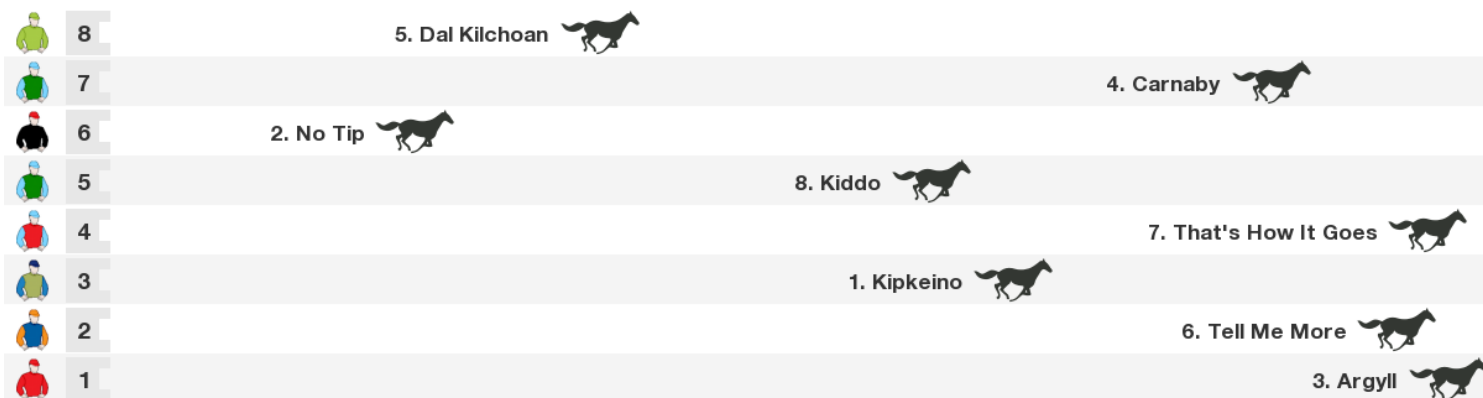 8 5. Dal Kilchoan
7 4. Carnaby
6 2. No Tip
5 8. Kiddo
4 7. That's How It Goes
3 1. Kipkeino
2 6. Tell Me More
1 3. Argyll